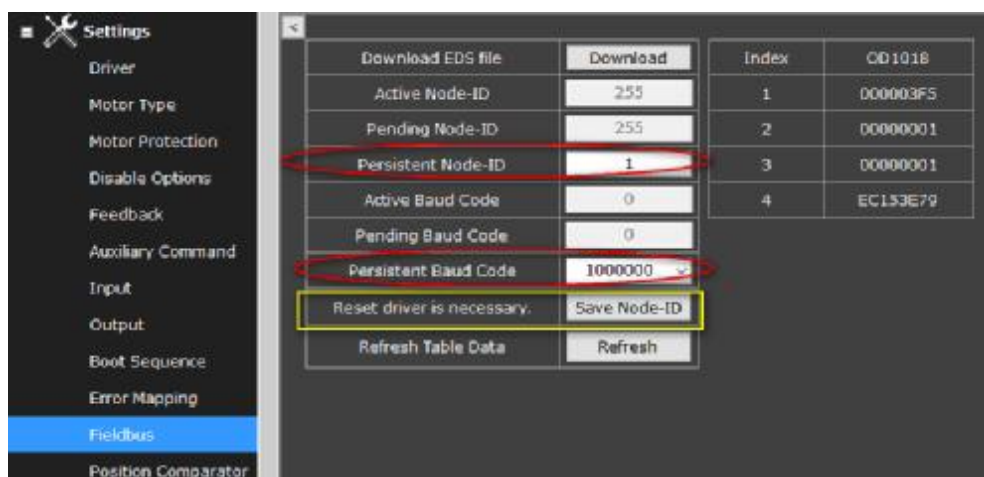 Settings
Driver
Motor Type
Motor Protection
Disable Options
Feedback
Auxiliary Command
Input
Output
Boot Sequence
Error Mapping
Fieldbus
Position Comparator
<
Download EDS file Download
Active Node-ID 255
Pending Node-ID 255
Persistent Node-ID 1
Active Baud Code 0
Pending Baud Code 0
Persistent Baud Code 1000000
Reset driver is necessary. Save Node-ID
Refresh Table Data Refresh
Index OD1018
1 000003F5
2 00000001
3 00000001
4 EC153E79